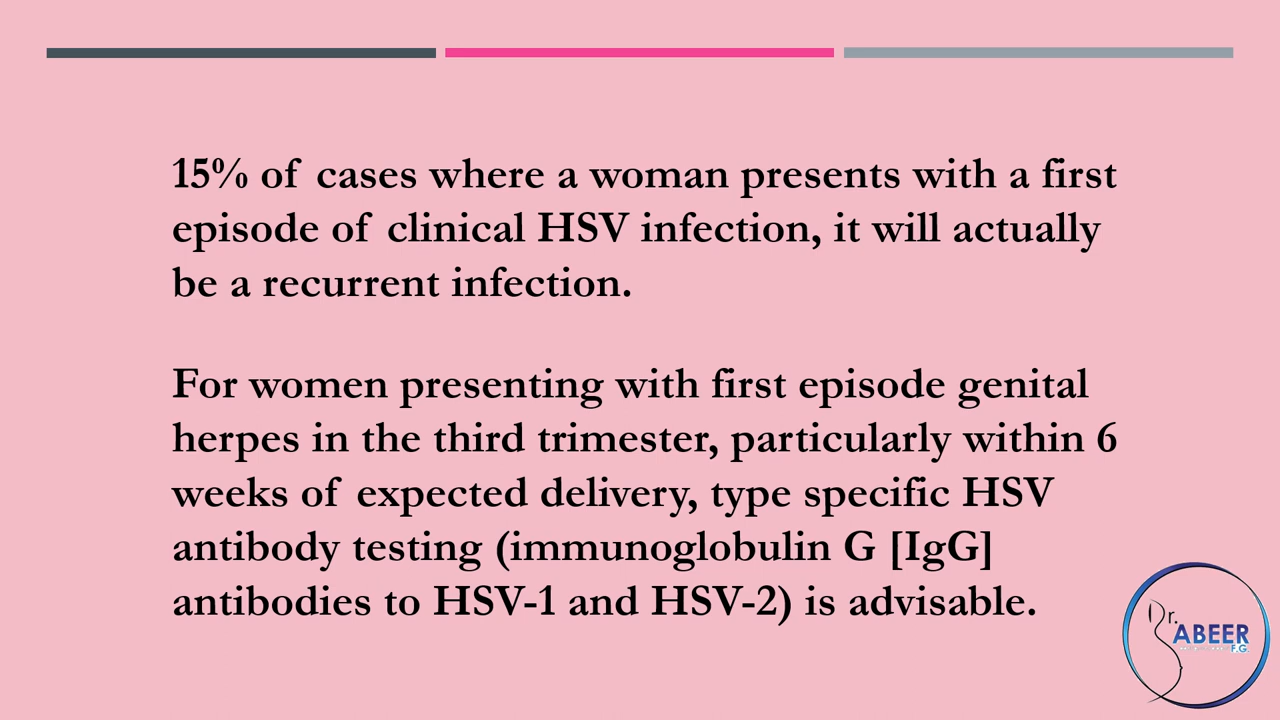 15% of cases where a woman presents with a first
episode of clinical HSV infection, it will actually
be a recurrent infection.
For women presenting with first episode genital
herpes in the third trimester, particularly within 6
weeks of expected delivery, type specific HSV
antibody testing (immunoglobulin G [IgG]
antibodies to HSV-1 and HSV-2) is advisable.
Dr.
ABEER
F.G.